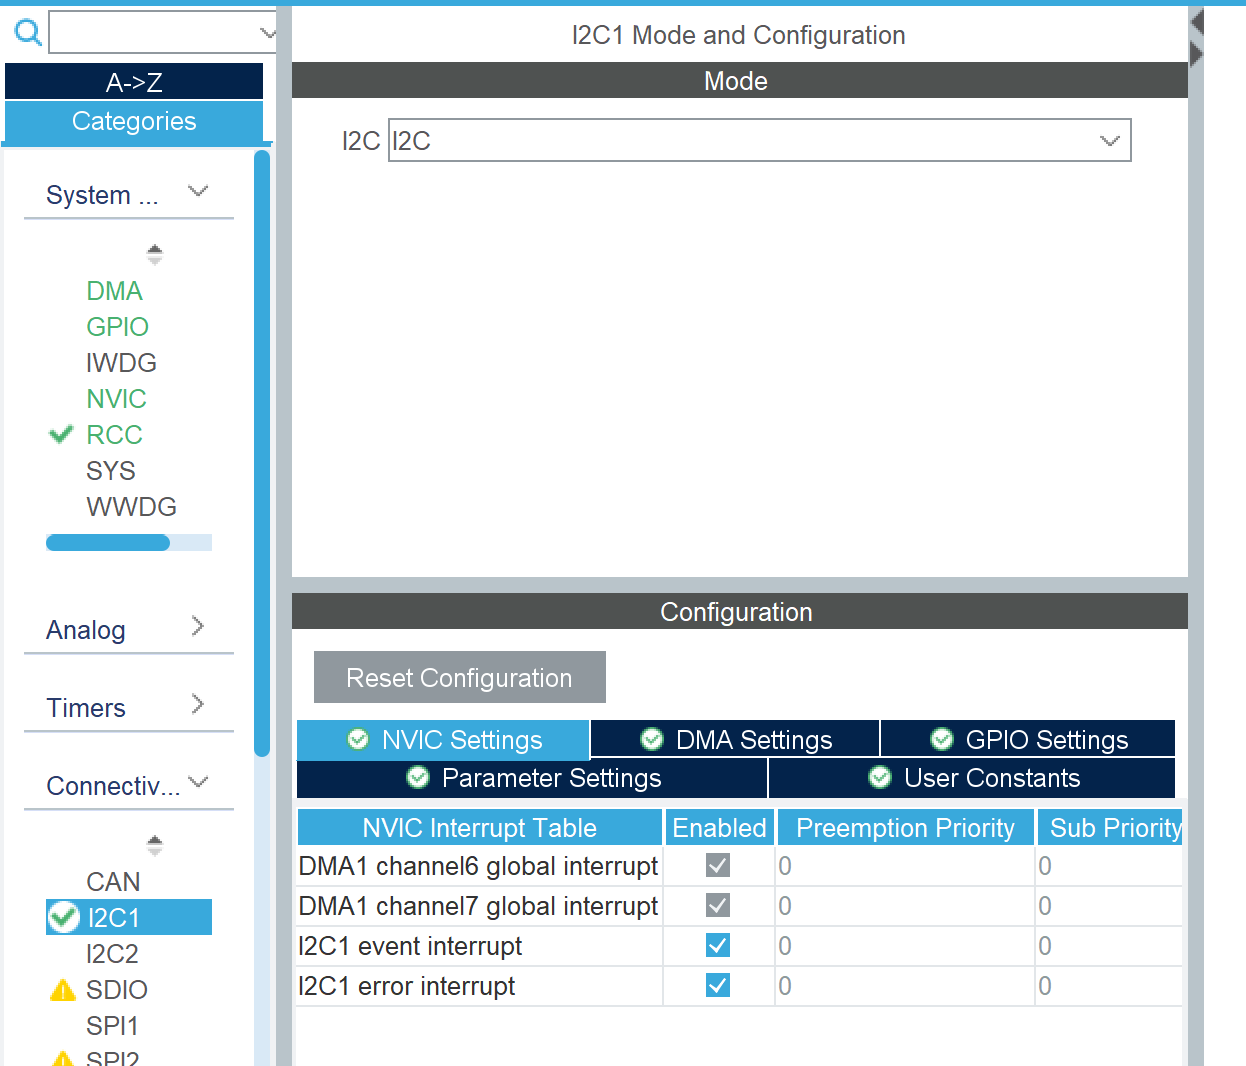 A->Z
Categories
System ...
DMA
GPIO
IWDG
NVIC
RCC
SYS
WWDG
Analog
Timers
Connectiv...
CAN
I2C1
I2C2
SDIO
SPI1
SPI2
I2C1 Mode and Configuration
Mode
I2C I2C
Configuration
Reset Configuration
NVIC Settings DMA Settings GPIO Settings
Parameter Settings User Constants
NVIC Interrupt Table Enabled Preemption Priority Sub Priority
DMA1 channel6 global interrupt 0 0
DMA1 channel7 global interrupt 0 0
I2C1 event interrupt 0 0
I2C1 error interrupt 0 0